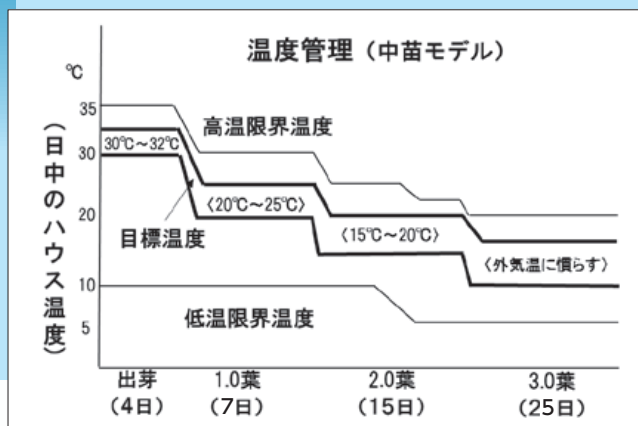 温度管理（中苗モデル）
℃
35
30
20
10
5
（日中のハウス温度）
高温限界温度
30℃～32℃
〈20℃～25℃〉
目標温度
〈15℃～20℃〉
〈外気温に慣らす〉
低温限界温度
出芽 1.0葉 2.0葉 3.0葉
（4日） （7日） （15日） （25日）